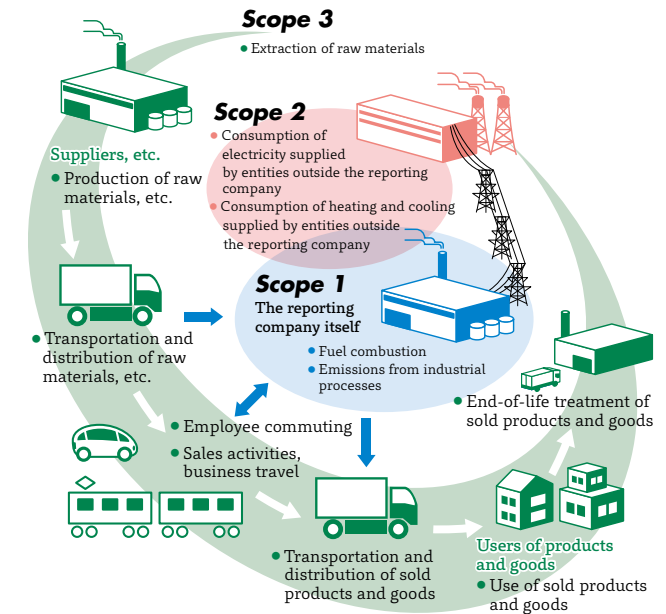 Scope 3
• Extraction of raw materials
Scope 2
• Consumption of
electricity supplied
by entities outside the reporting
company
• Consumption of heating and cooling
supplied by entities outside
the reporting company
Suppliers, etc.
• Production of raw
materials, etc.
Scope 1
The reporting
company itself
• Fuel combustion
• Emissions from industrial
processes
• Transportation and
distribution of raw
materials, etc.
• Employee commuting
• Sales activities,
business travel
• Transportation and
distribution of sold
products and goods
Users of products
and goods
• Use of sold products
and goods
• End-of-life treatment of
sold products and goods